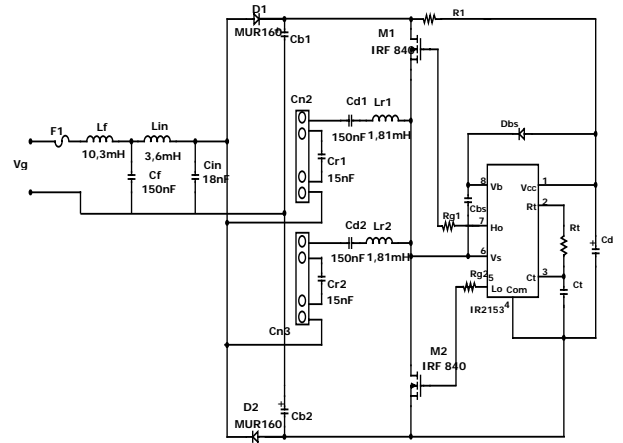 D1
MUR160
Cb1
R1
M1
IRF 840
F1
Lf
10,3mH
Lin
3,6mH
Cf
150nF
Cin
18nF
Vg
Cn2
Cd1
150nF
Lr1
1,81mH
Cr1
15nF
Dbs
8 Vb
Vcc 1
Rt 2
Cbs
Rg1
7 Ho
Rt
Cd
6 Vs
Ct 3
Ct
Rg2
5 Lo
Com 4
IR2153
Cd2
150nF
Lr2
1,81mH
Cr2
15nF
Cn3
M2
IRF 840
D2
MUR160
Cb2